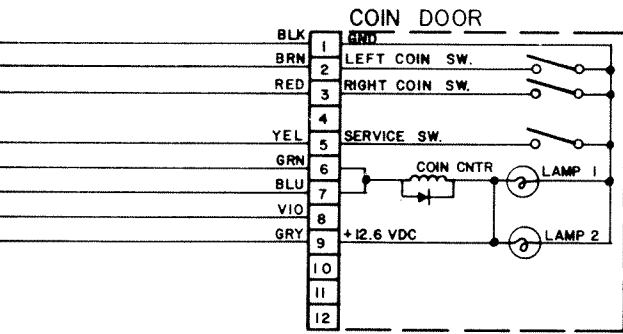 COIN DOOR
BLK 1 GND
BRN 2 LEFT COIN SW.
RED 3 RIGHT COIN SW.
4
YEL 5 SERVICE SW.
GRN 6 COIN CNTR LAMP 1
BLU 7
VIO 8
GRY 9 +12.6 VDC LAMP 2
10
11
12